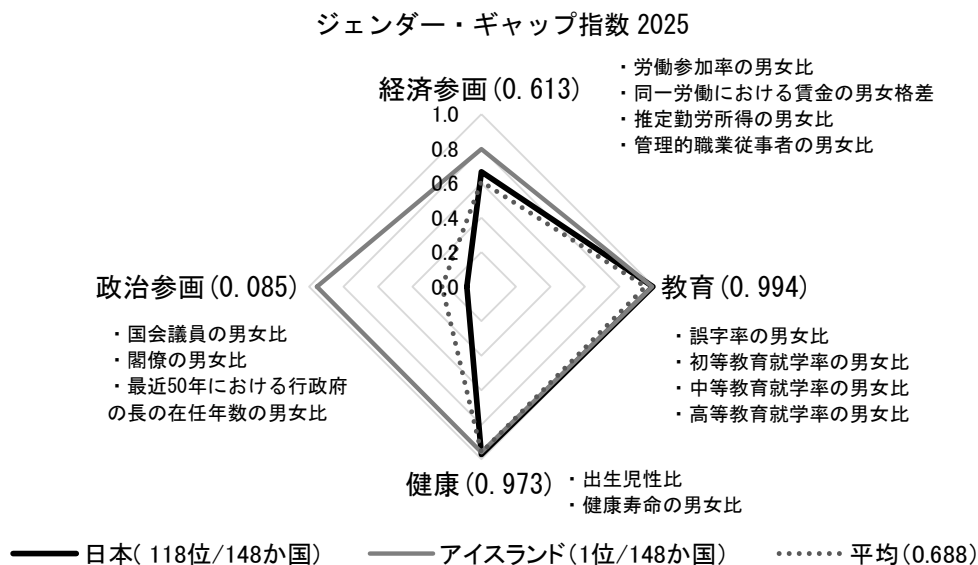 ジェンダー・ギャップ指数 2025
経済参画(0.613)
・労働参加率の男女比
・同一労働における賃金の男女格差
・推定勤労所得の男女比
・管理的職業従事者の男女比
1.0
0.8
0.6
0.4
0.2
0.0
政治参画(0.085)
・国会議員の男女比
・閣僚の男女比
・最近50年における行政府
の長の在任年数の男女比
教育(0.994)
・誤字率の男女比
・初等教育就学率の男女比
・中等教育就学率の男女比
・高等教育就学率の男女比
健康(0.973)
・出生児性比
・健康寿命の男女比
日本( 118位/148か国)
アイスランド(1位/148か国)
平均(0.688)